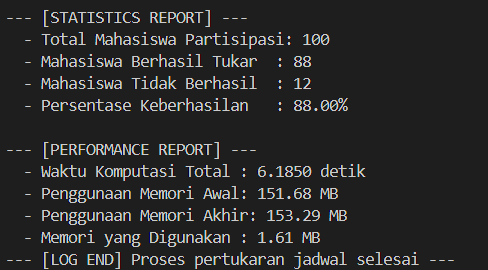 --- [STATISTICS REPORT] ---
  - Total Mahasiswa Partisipasi: 100
  - Mahasiswa Berhasil Tukar  : 88
  - Mahasiswa Tidak Berhasil  : 12
  - Persentase Keberhasilan   : 88.00%

--- [PERFORMANCE REPORT] ---
  - Waktu Komputasi Total : 6.1850 detik
  - Penggunaan Memori Awal: 151.68 MB
  - Penggunaan Memori Akhir: 153.29 MB
  - Memori yang Digunakan : 1.61 MB
--- [LOG END] Proses pertukaran jadwal selesai ---